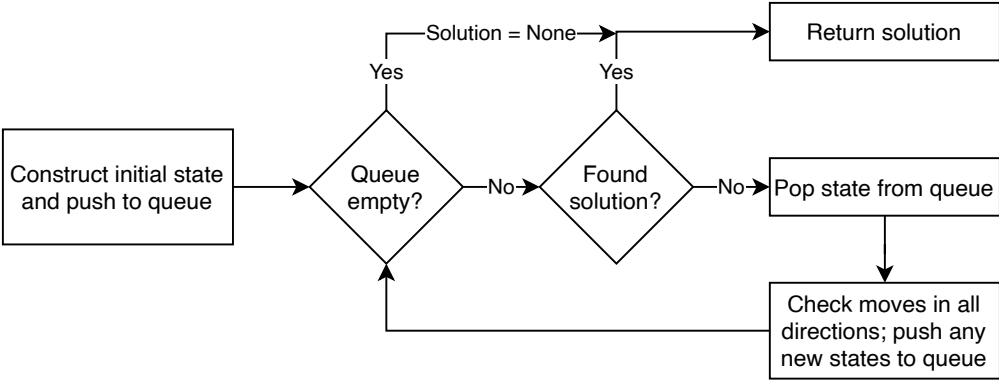 Solution = None
Return solution
Yes
Yes
Construct initial state
and push to queue
Queue
empty?
No
Found
solution?
No
Pop state from queue
Check moves in all
directions; push any
new states to queue